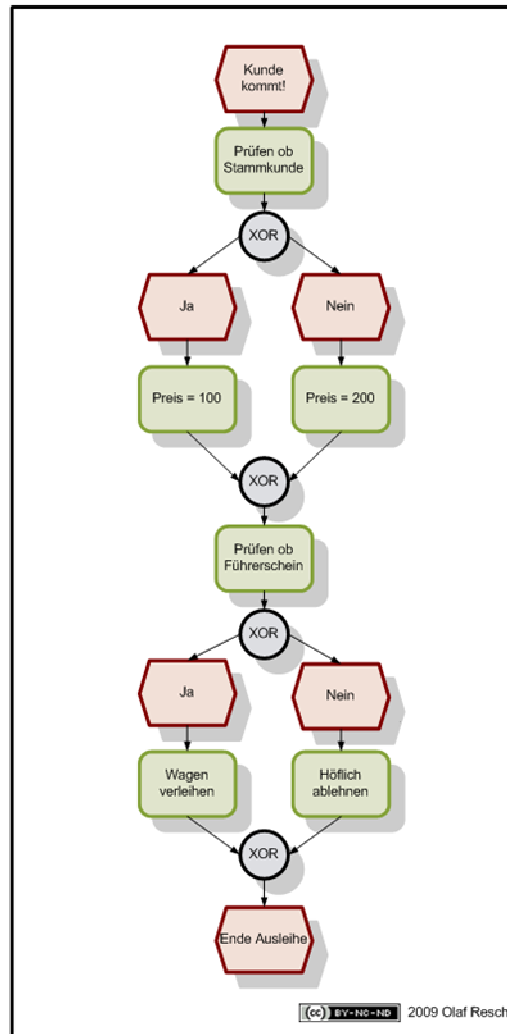 Kunde
kommt!
Prüfen ob
Stammkunde
XOR
Ja
Nein
Preis = 100
Preis = 200
XOR
Prüfen ob
Führerschein
XOR
Ja
Nein
Wagen
verleihen
Höflich
ablehnen
XOR
Ende Ausleihe
(cc) BY-NC-ND 2009 Olaf Resch